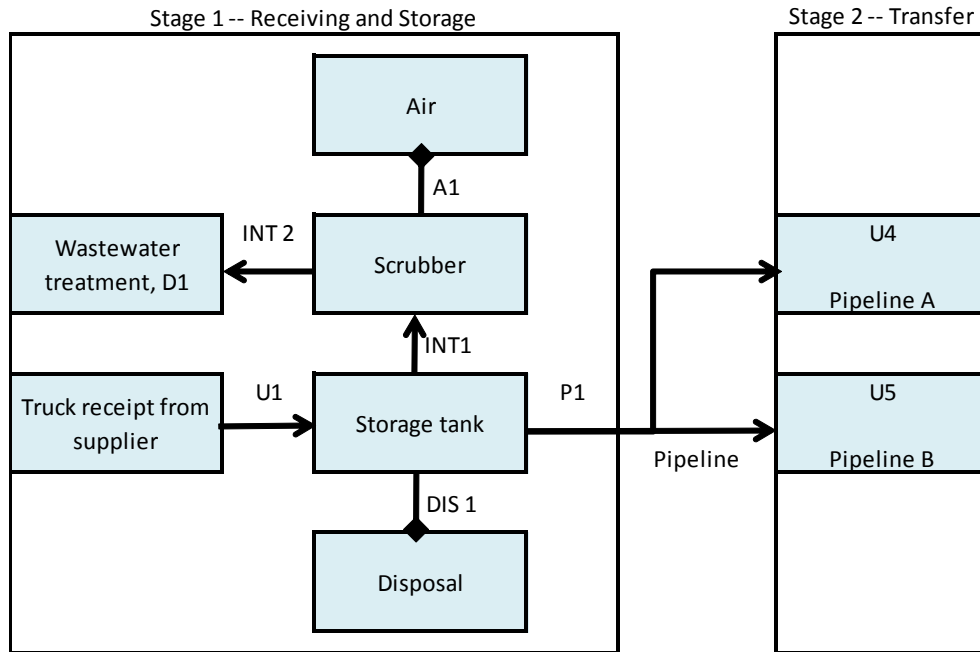 Stage 1 -- Receiving and Storage
Stage 2 -- Transfer
Air
A1
INT 2
Wastewater
treatment, D1
Scrubber
U4
Pipeline A
INT1
U1
P1
Truck receipt from
supplier
Storage tank
U5
Pipeline B
Pipeline
DIS 1
Disposal